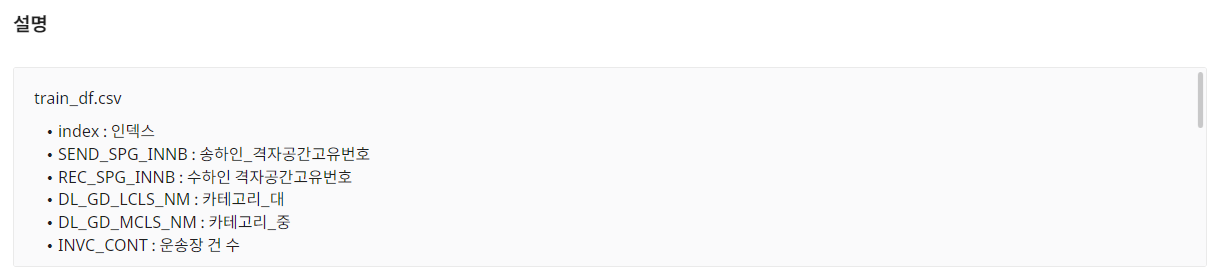 설명
train_df.csv
• index : 인덱스
• SEND_SPG_INNB : 송하인_격자공간고유번호
• REC_SPG_INNB : 수하인 격자공간고유번호
• DL_GD_LCLS_NM : 카테고리_대
• DL_GD_MCLS_NM : 카테고리_중
• INVC_CONT : 운송장 건 수